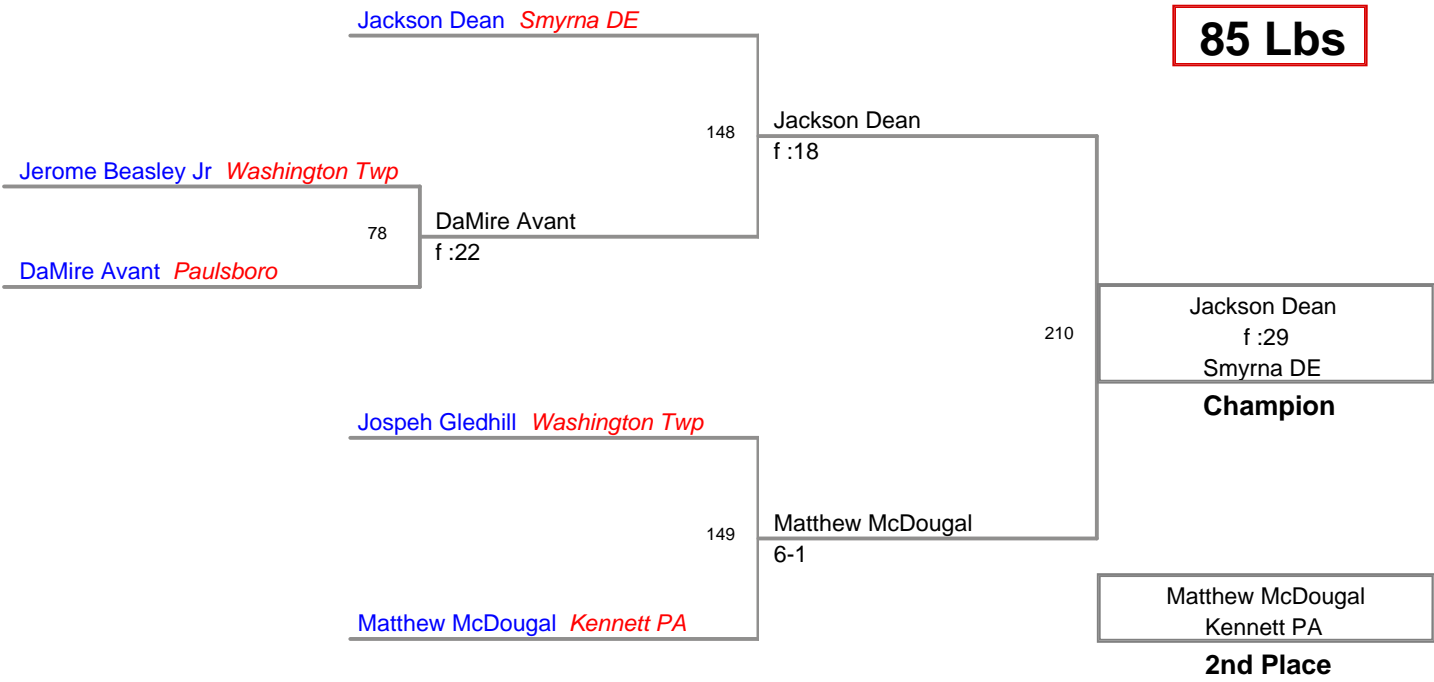 Jackson Dean Smyrna DE
85 Lbs
148
Jackson Dean
f :18
Jerome Beasley Jr Washington Twp
78
DaMire Avant
f :22
DaMire Avant Paulsboro
210
Jackson Dean
f :29
Smyrna DE
Champion
Jospeh Gledhill Washington Twp
149
Matthew McDougal
6-1
Matthew McDougal Kennett PA
Matthew McDougal
Kennett PA
2nd Place